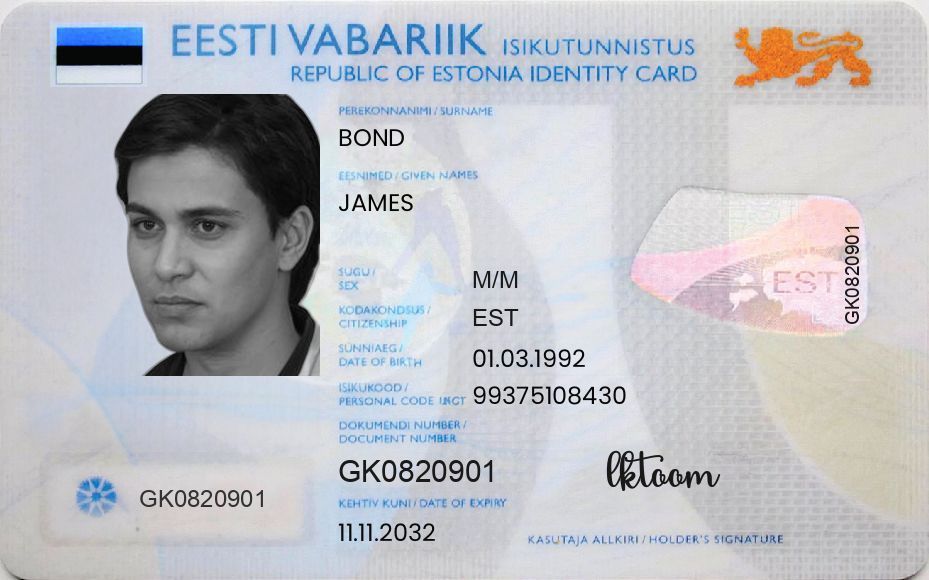 EESTI VABARIIK ISIKUTUNNISTUS
REPUBLIC OF ESTONIA IDENTITY CARD
PEREKONNANIMI / SURNAME
BOND
EESNIMED / GIVEN NAMES
JAMES
SUGU /
SEX
M/M
KODAKONDSUS /
CITIZENSHIP
EST
SÜNNIAEG /
DATE OF BIRTH
01.03.1992
ISIKUKOOD /
PERSONAL CODE
99375108430
DOKUMENDI NUMBER /
DOCUMENT NUMBER
GK0820901
KEHTIV KUNI / DATE OF EXPIRY
11.11.2032
GK0820901
EST
GK0820901
lktoom
KASUTAJA ALLKIRI / HOLDER'S SIGNATURE